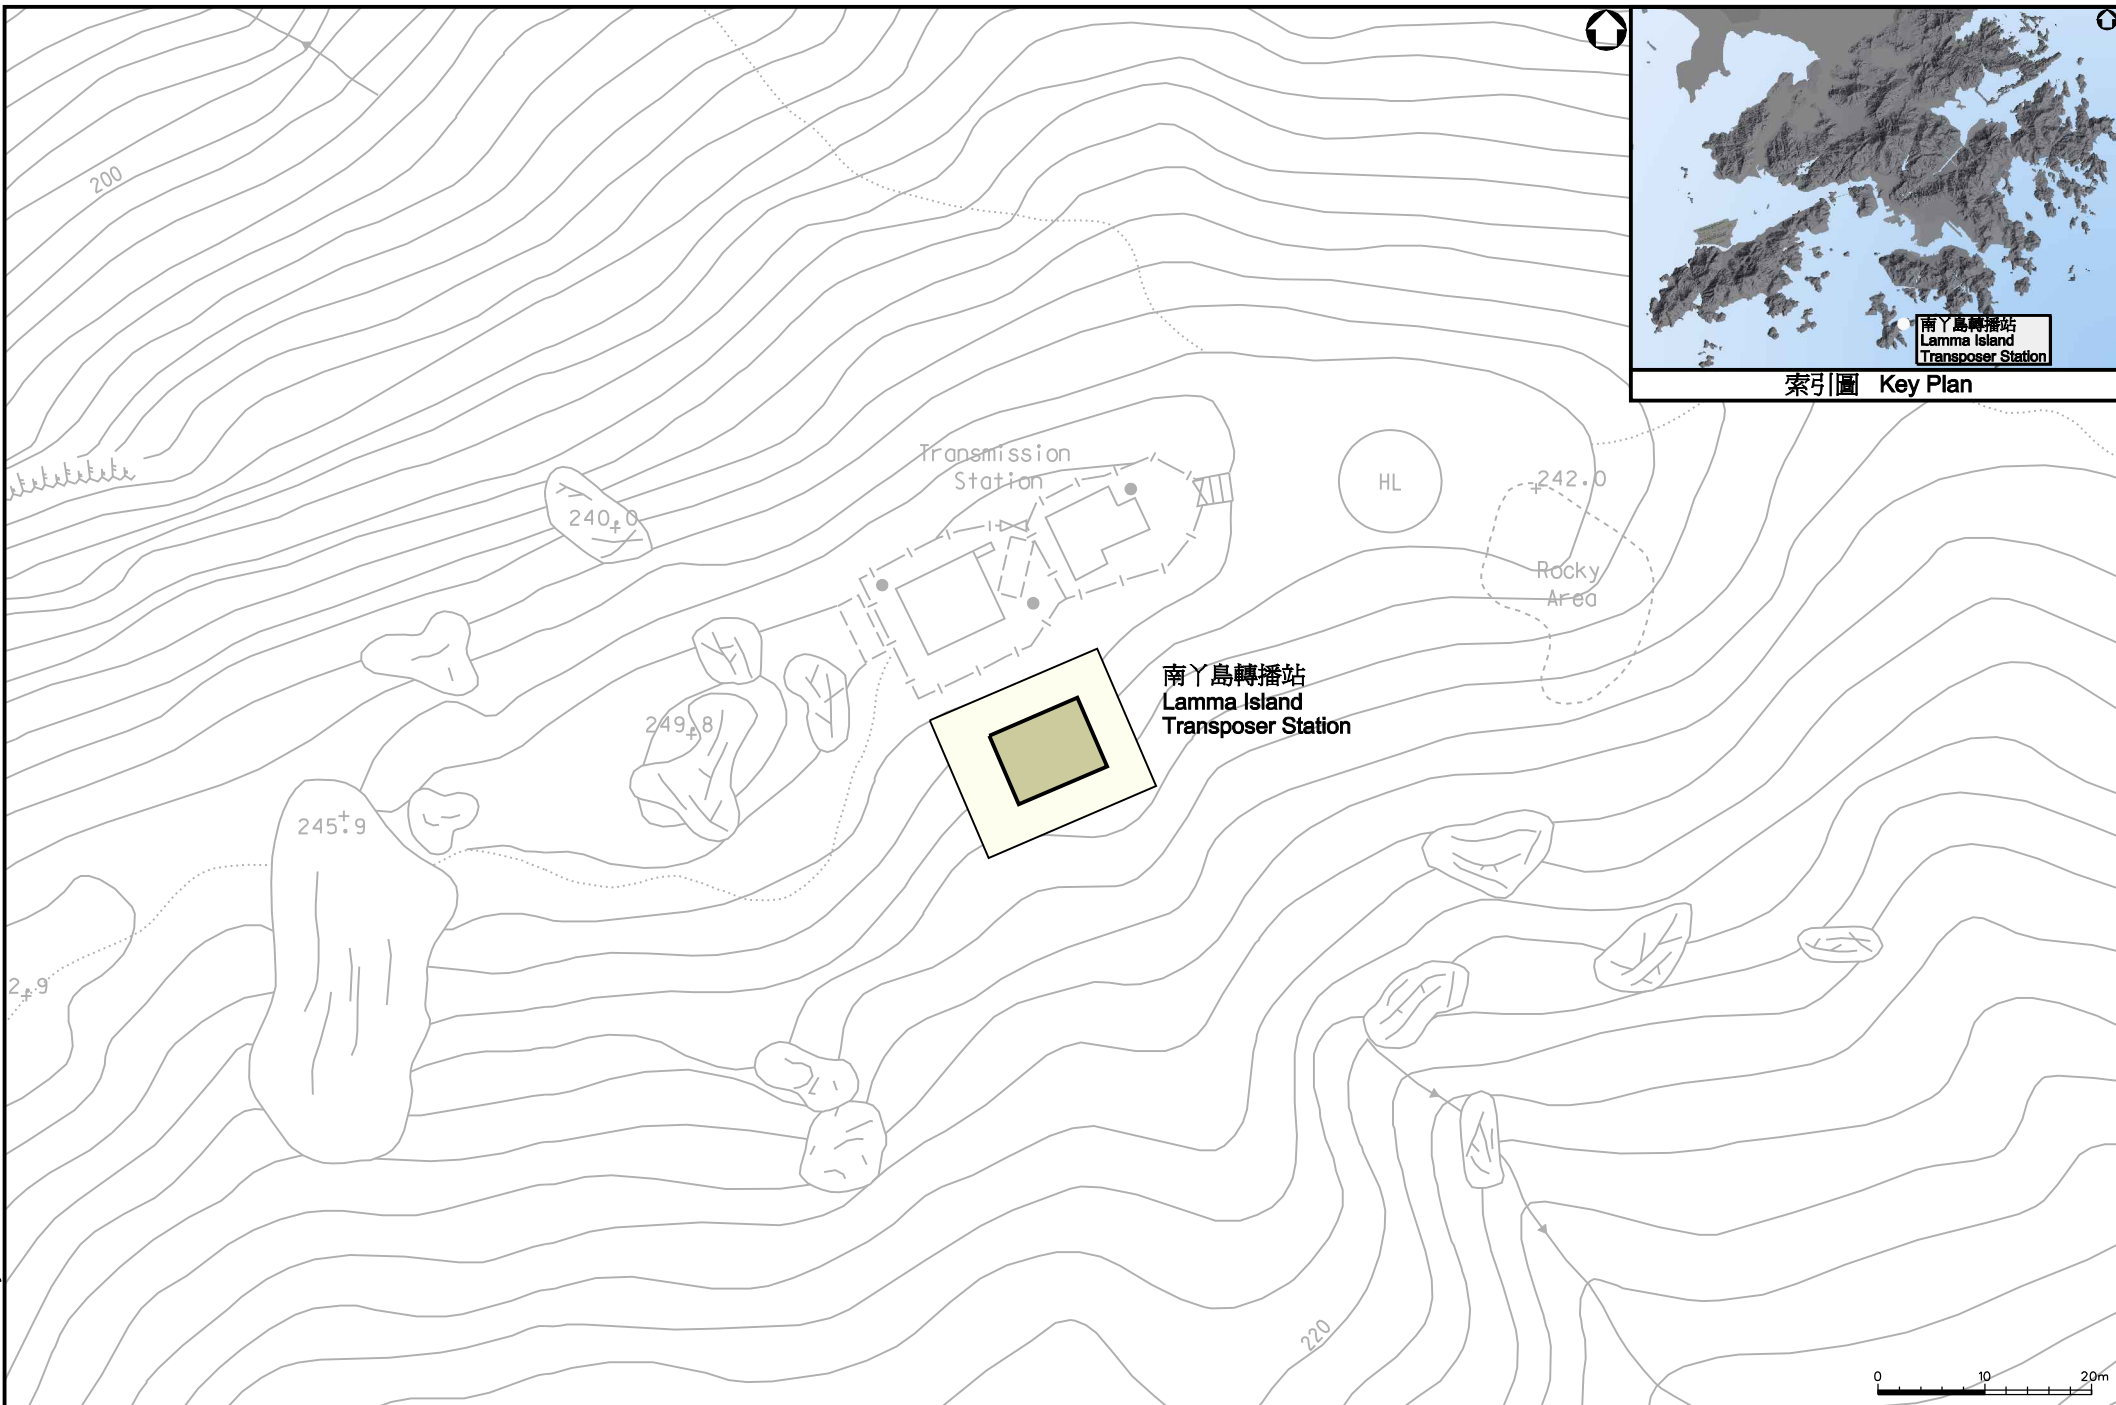 200
Transmission
Station
240.0
HL
242.0
Rocky
Area
249.8
245.9
2.9
220
南丫島轉播站
Lamma Island
Transposer Station
南丫島轉播站
Lamma Island
Transposer Station
索引圖 Key Plan
0 10 20m